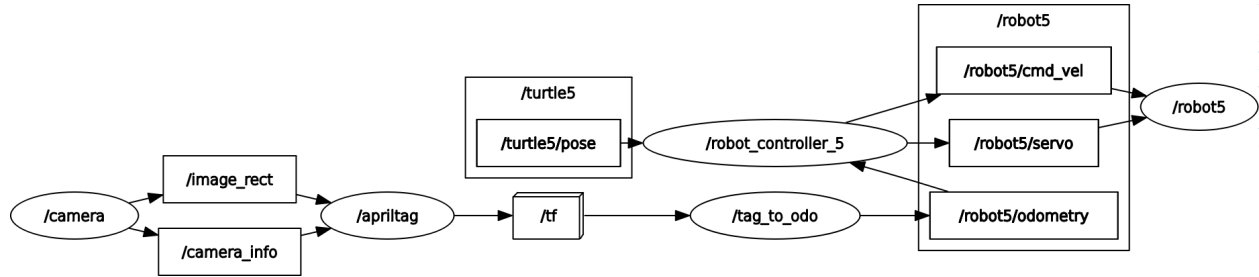 /robot5
/robot5/cmd_vel
/turtle5
/robot5
/turtle5/pose
/robot_controller_5
/robot5/servo
/image_rect
/camera
/apriltag
/tf
/tag_to_odo
/robot5/odometry
/camera_info